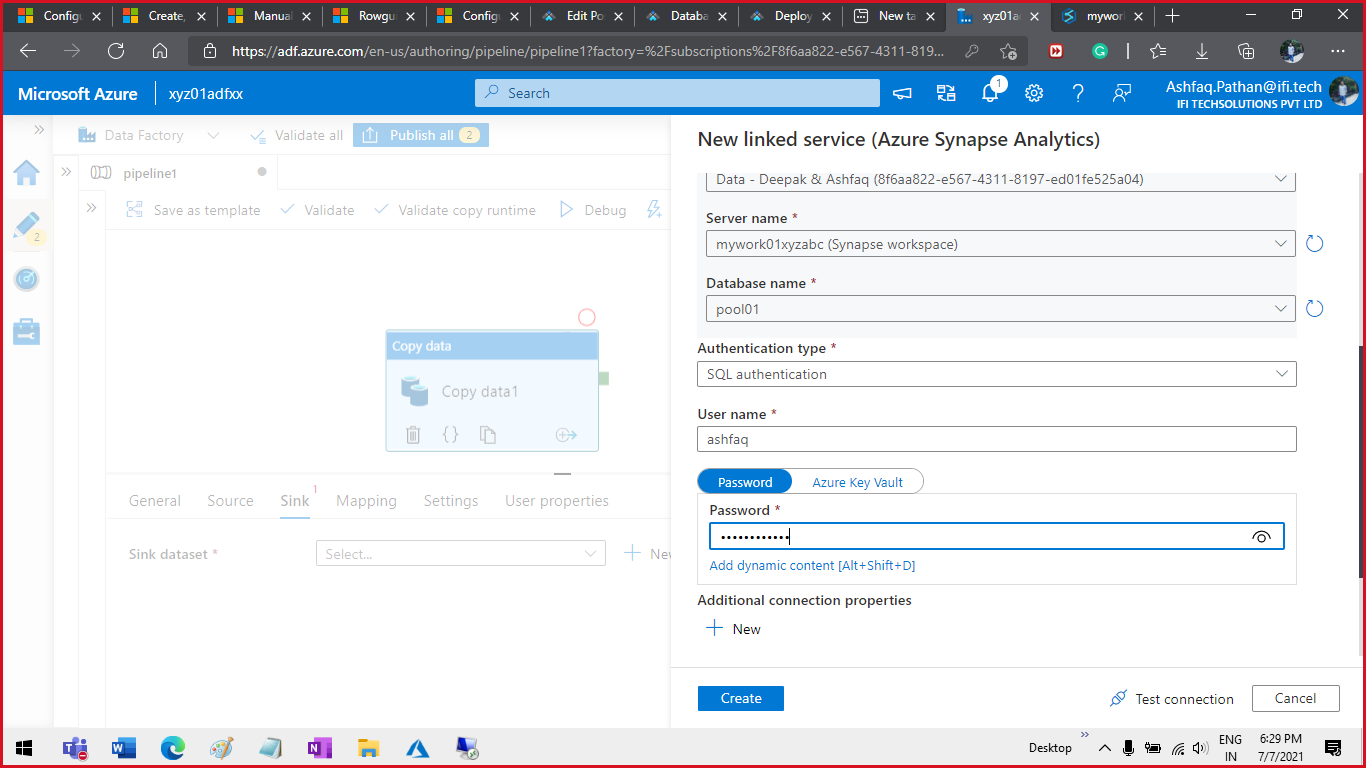 Config
Create,
Manual
Rowgu
Config
Edit Po
Databa
Deploy
New ta
xyz01ad
mywork
https://adf.azure.com/en-us/authoring/pipeline/pipeline1?factory=%2Fsubscriptions%2F8f6aa822-e567-4311-819...
Microsoft Azure
xyz01adfxx
Search
1
Ashfaq.Pathan@ifi.tech
IFI TECHSOLUTIONS PVT LTD
Data Factory
Validate all
Publish all
2
pipeline1
2
Save as template
Validate
Validate copy runtime
Debug
Copy data
Copy data1
General
Source
Sink
1
Mapping
Settings
User properties
Sink dataset *
Select...
New
New linked service (Azure Synapse Analytics)
Data - Deepak & Ashfaq (8f6aa822-e567-4311-8197-ed01fe525a04)
Server name *
mywork01xyzabc (Synapse workspace)
Database name *
pool01
Authentication type *
SQL authentication
User name *
ashfaq
Password
Azure Key Vault
Password *
••••••••••••
Add dynamic content [Alt+Shift+D]
Additional connection properties
New
Create
Test connection
Cancel
Desktop
ENG
IN
6:29 PM
7/7/2021